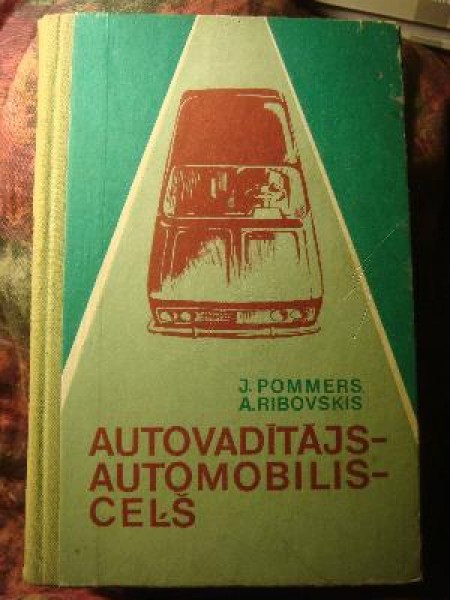 J. POMMERS,
A. RIBOVSKIS
AUTOVADĪTĀJS-
AUTOMOBILIS-
CEĻŠ